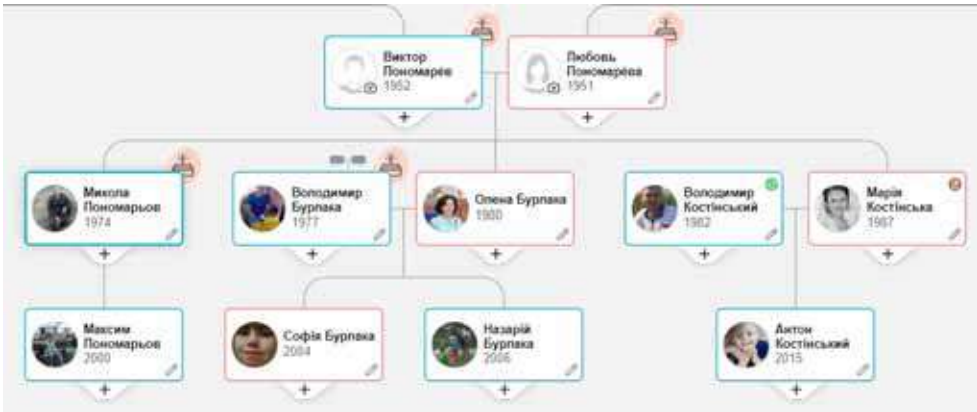 Виктор
Пономарев
1952
Любовь
Пономарёва
1951
Микола
Пономарьов
1974
Володимир
Бурлака
1977
Олена Бурлака
1980
Володимир
Костінський
1982
Марія
Костінська
1987
Максим
Пономарьов
2000
Софія Бурлака
2004
Назарій
Бурлака
2006
Антон
Костінський
2015